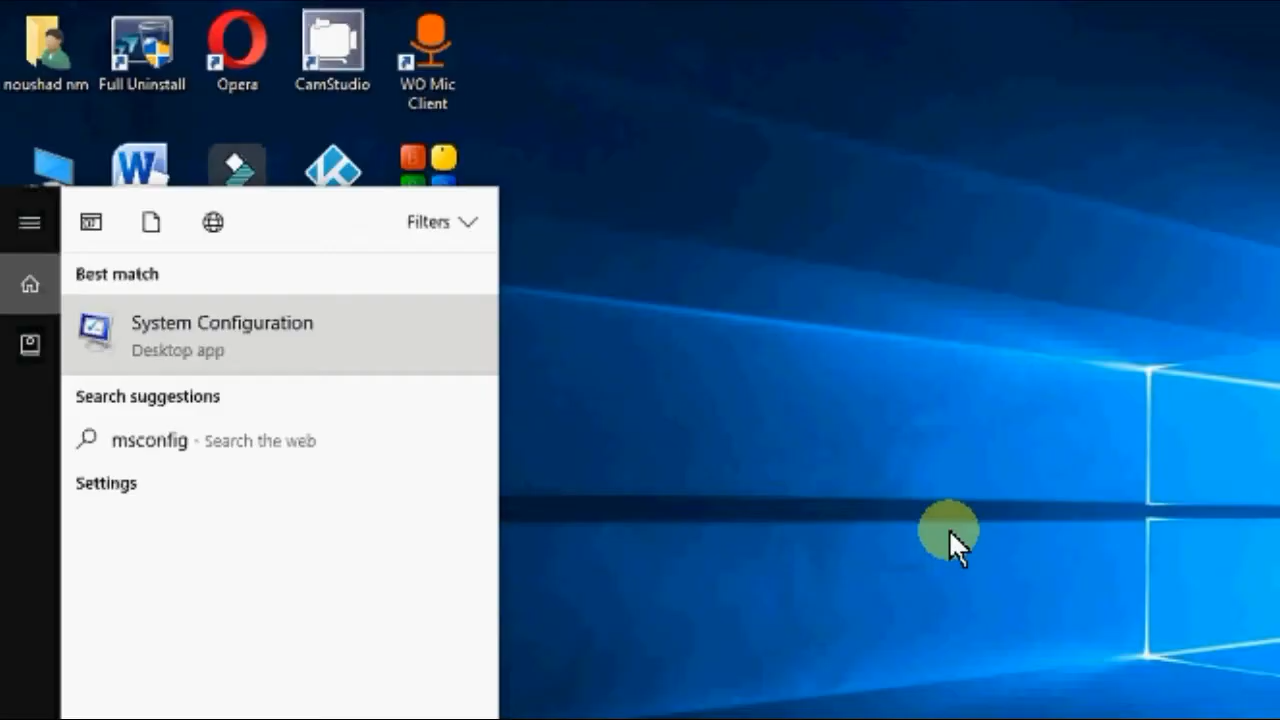 noushad nm
Full Uninstall
Opera
CamStudio
WO Mic
Client
W
Filters
Best match
System Configuration
Desktop app
Search suggestions
msconfig - Search the web
Settings